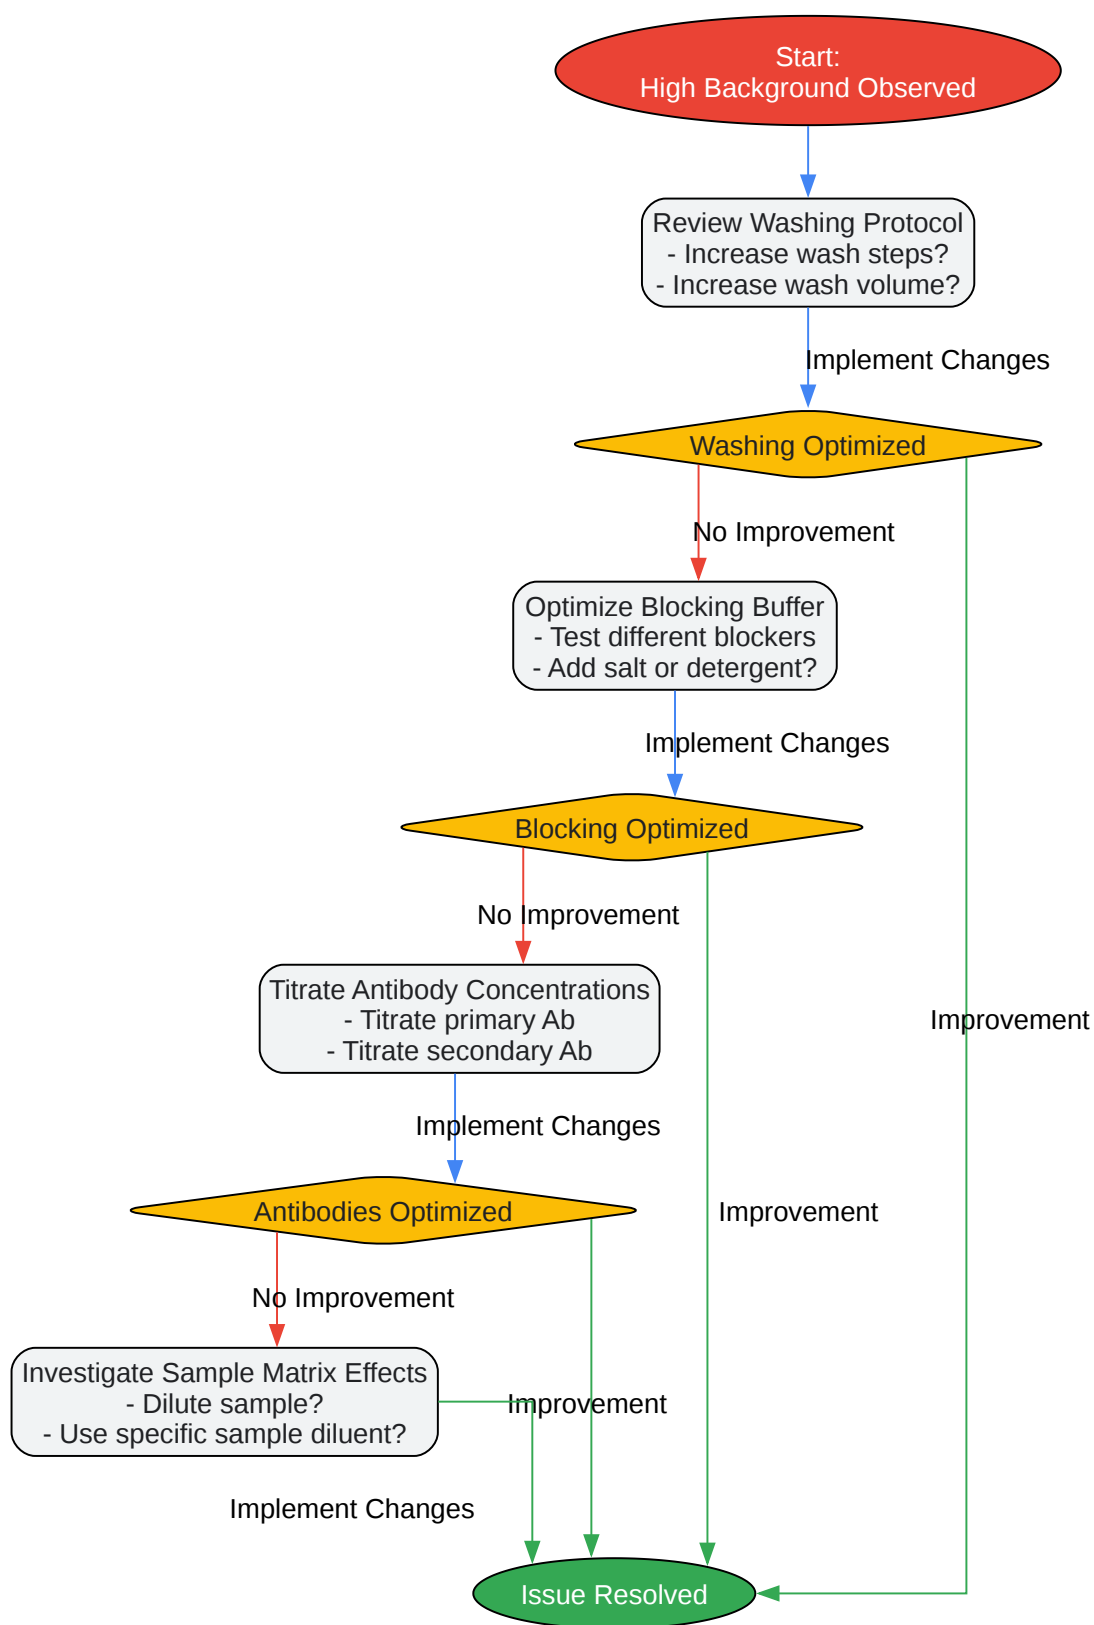 Start:
High Background Observed
Review Washing Protocol
- Increase wash steps?
- Increase wash volume?
Implement Changes
Washing Optimized
No Improvement
Optimize Blocking Buffer
- Test different blockers
- Add salt or detergent?
Implement Changes
Blocking Optimized
No Improvement
Titrate Antibody Concentrations
- Titrate primary Ab
- Titrate secondary Ab
Improvement
Implement Changes
Antibodies Optimized
Improvement
No Improvement
Investigate Sample Matrix Effects
- Dilute sample?
- Use specific sample diluent?
Improvement
Implement Changes
Issue Resolved